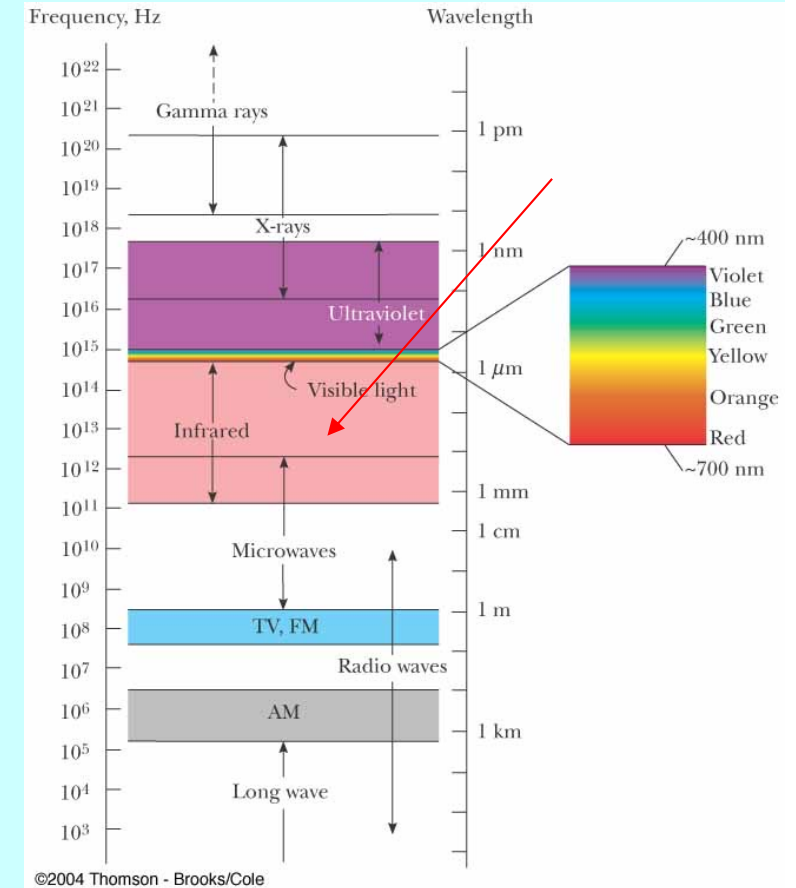 Frequency, Hz
Wavelength
10²²
10²¹
Gamma rays
10²⁰
1 pm
10¹⁹
10¹⁸
X-rays
1 nm
~400 nm
10¹⁷
Violet
10¹⁶
Ultraviolet
Blue
Green
10¹⁵
Yellow
1 μm
10¹⁴
Visible light
Orange
10¹³
Infrared
Red
10¹²
~700 nm
10¹¹
1 mm
1 cm
10¹⁰
Microwaves
10⁹
1 m
10⁸
TV, FM
10⁷
Radio waves
10⁶
AM
1 km
10⁵
10⁴
Long wave
10³
©2004 Thomson - Brooks/Cole